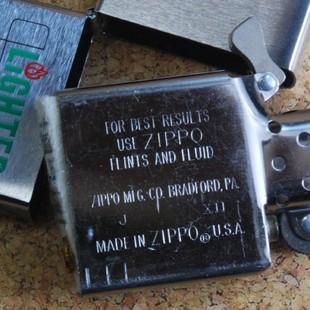 LIGHTER
FOR BEST RESULTS
USE ZIPPO
FLINTS AND FLUID
ZIPPO MFG. CO. BRADFORD, PA.
J XII
MADE IN ZIPPO® U.S.A.